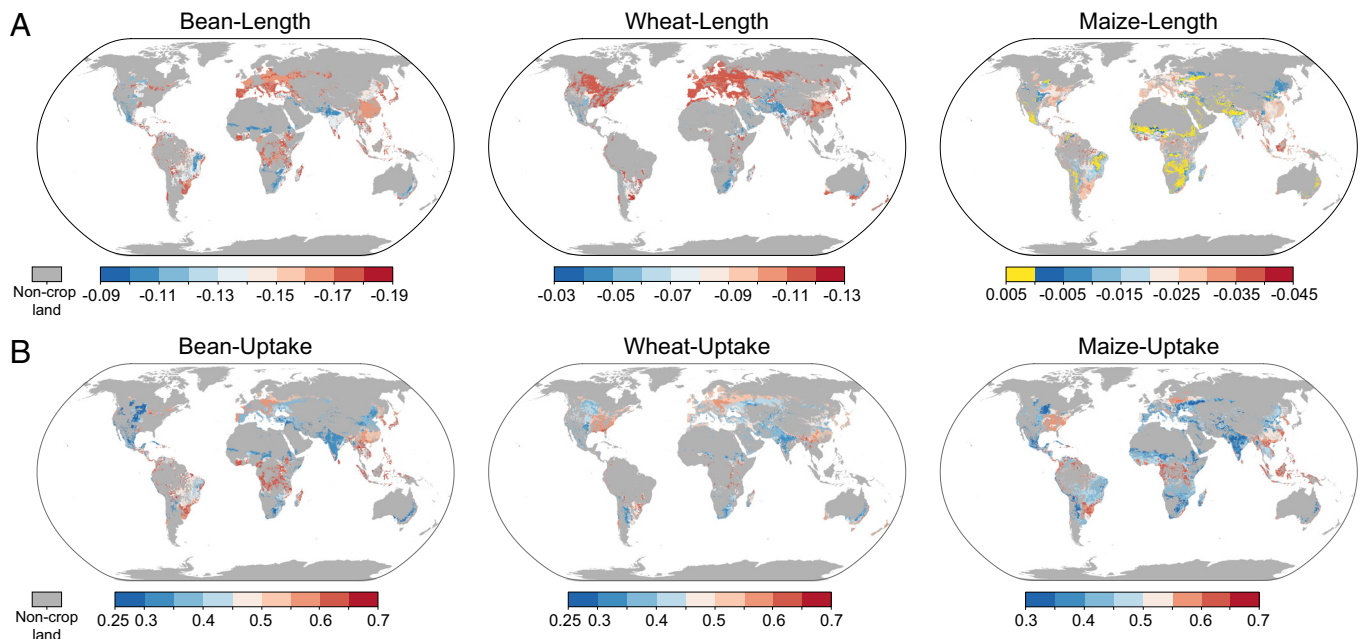 A
Bean-Length
Wheat-Length
Maize-Length
Non-crop
land
-0.09 -0.11 -0.13 -0.15 -0.17 -0.19
-0.03 -0.05 -0.07 -0.09 -0.11 -0.13
0.005 -0.005 -0.015 -0.025 -0.035 -0.045
B
Bean-Uptake
Wheat-Uptake
Maize-Uptake
Non-crop
land
0.25 0.3 0.4 0.5 0.6 0.7
0.25 0.3 0.4 0.5 0.6 0.7
0.3 0.4 0.5 0.6 0.7